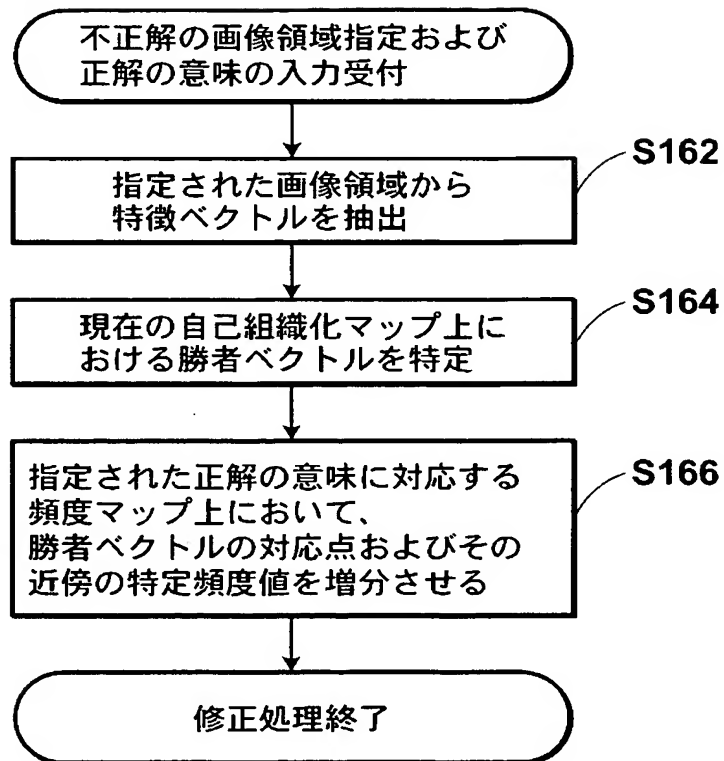 不正解の画像領域指定および
正解の意味の入力受付
S162
指定された画像領域から
特徴ベクトルを抽出
S164
現在の自己組織化マップ上に
おける勝者ベクトルを特定
S166
指定された正解の意味に対応する
頻度マップ上において、
勝者ベクトルの対応点およびその
近傍の特定頻度値を増分させる
修正処理終了